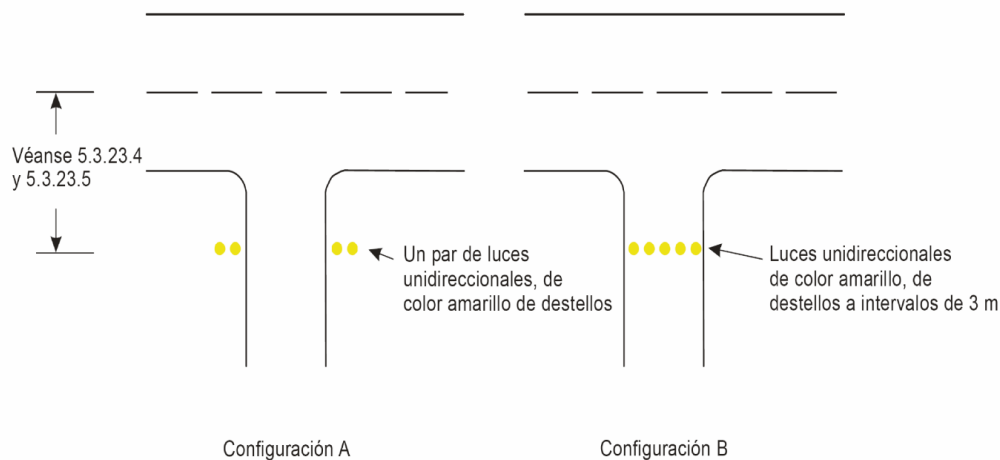 Véanse 5.3.23.4
y 5.3.23.5
Un par de luces
unidireccionales, de
color amarillo de destellos
Luces unidireccionales
de color amarillo, de
destellos a intervalos de 3 m
Configuración A
Configuración B